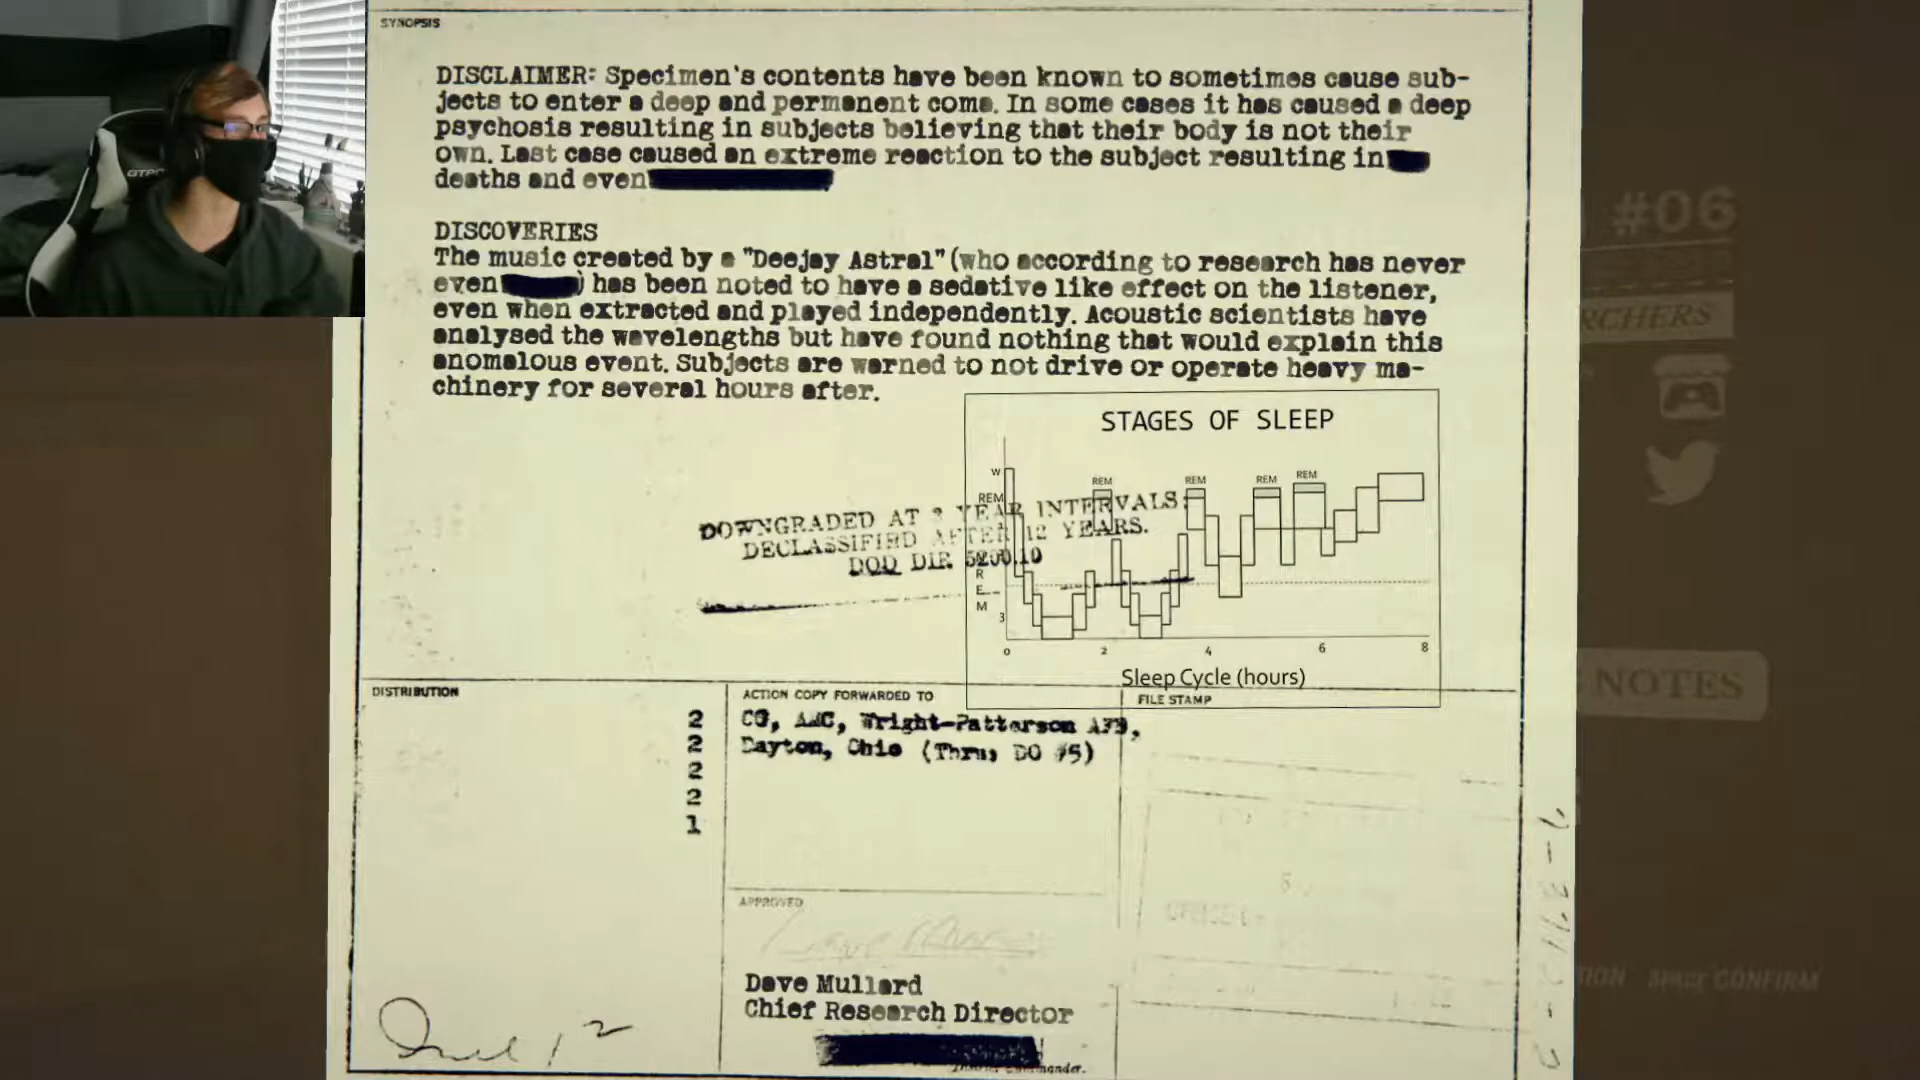 SYNOPSIS
DISCLAIMER: Specimen's contents have been known to sometimes cause sub-
jects to enter a deep and permanent coma. In some cases it has caused a deep
psychosis resulting in subjects believing that their body is not their
own. Last case caused an extreme reaction to the subject resulting in
deaths and even
DISCOVERIES
The music created by a "Deejay Astral" (who according to research has never
even ) has been noted to have a sedative like effect on the listener,
even when extracted and played independently. Acoustic scientists have
analysed the wavelengths but have found nothing that would explain this
anomalous event. Subjects are warned to not drive or operate heavy ma-
chinery for several hours after.
STAGES OF SLEEP
W
REM
REM REM REM REM
R
E
M
3
0 2 4 6 8
Sleep Cycle (hours)
DOWNGRADED AT 3 YEAR INTERVALS;
DECLASSIFIED AFTER 12 YEARS.
DOD DIR 5200.10
DISTRIBUTION
2
2
2
2
1
ACTION COPY FORWARDED TO
CG, AMC, Wright-Patterson AFB,
Dayton, Ohio (Thru; DO #5)
FILE STAMP
APPROVED
Dave Mullard
Chief Research Director
#06
RCHERS
NOTES
SPACE CONFIRM
GTPC